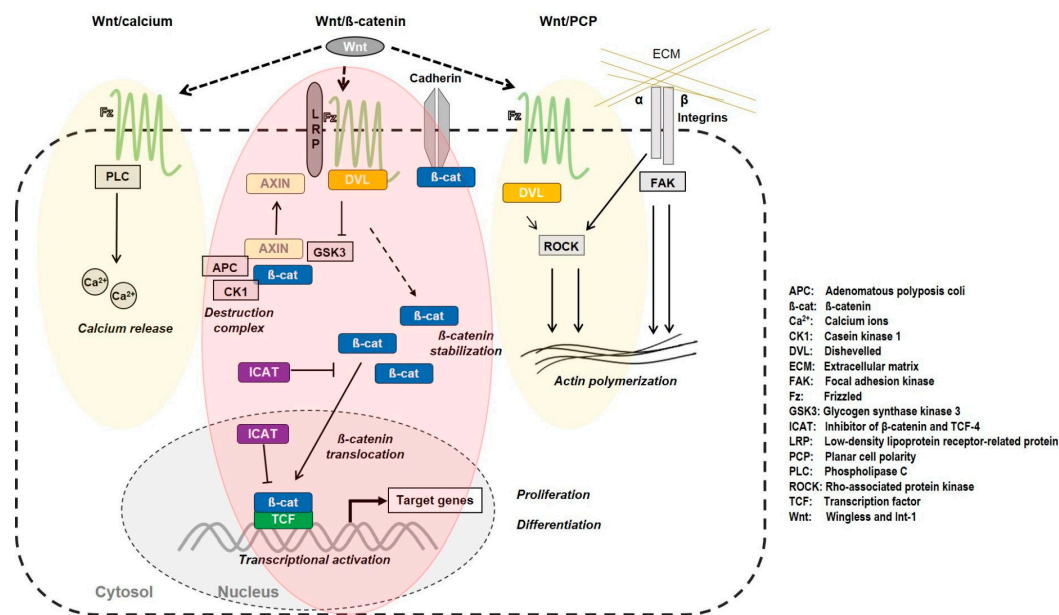 Wnt/calcium
Wnt/ß-catenin
Wnt/PCP
Wnt
ECM
Cadherin
Fz
LRP
Fz
Fz
α
β
Integrins
PLC
AXIN
DVL
ß-cat
DVL
FAK
AXIN
GSK3
ROCK
APC
ß-cat
CK1
Ca²⁺
Ca²⁺
Destruction
complex
Calcium release
ß-cat
ß-catenin
stabilization
ß-cat
ICAT
ß-cat
Actin polymerization
ICAT
ß-catenin
translocation
ß-cat
TCF
Target genes
Proliferation
Differentiation
Transcriptional activation
Cytosol
Nucleus
APC: Adenomatous polyposis coli
ß-cat: ß-catenin
Ca²⁺: Calcium ions
CK1: Casein kinase 1
DVL: Dishevelled
ECM: Extracellular matrix
FAK: Focal adhesion kinase
Fz: Frizzled
GSK3: Glycogen synthase kinase 3
ICAT: Inhibitor of β-catenin and TCF-4
LRP: Low-density lipoprotein receptor-related protein
PCP: Planar cell polarity
PLC: Phospholipase C
ROCK: Rho-associated protein kinase
TCF: Transcription factor
Wnt: Wingless and Int-1